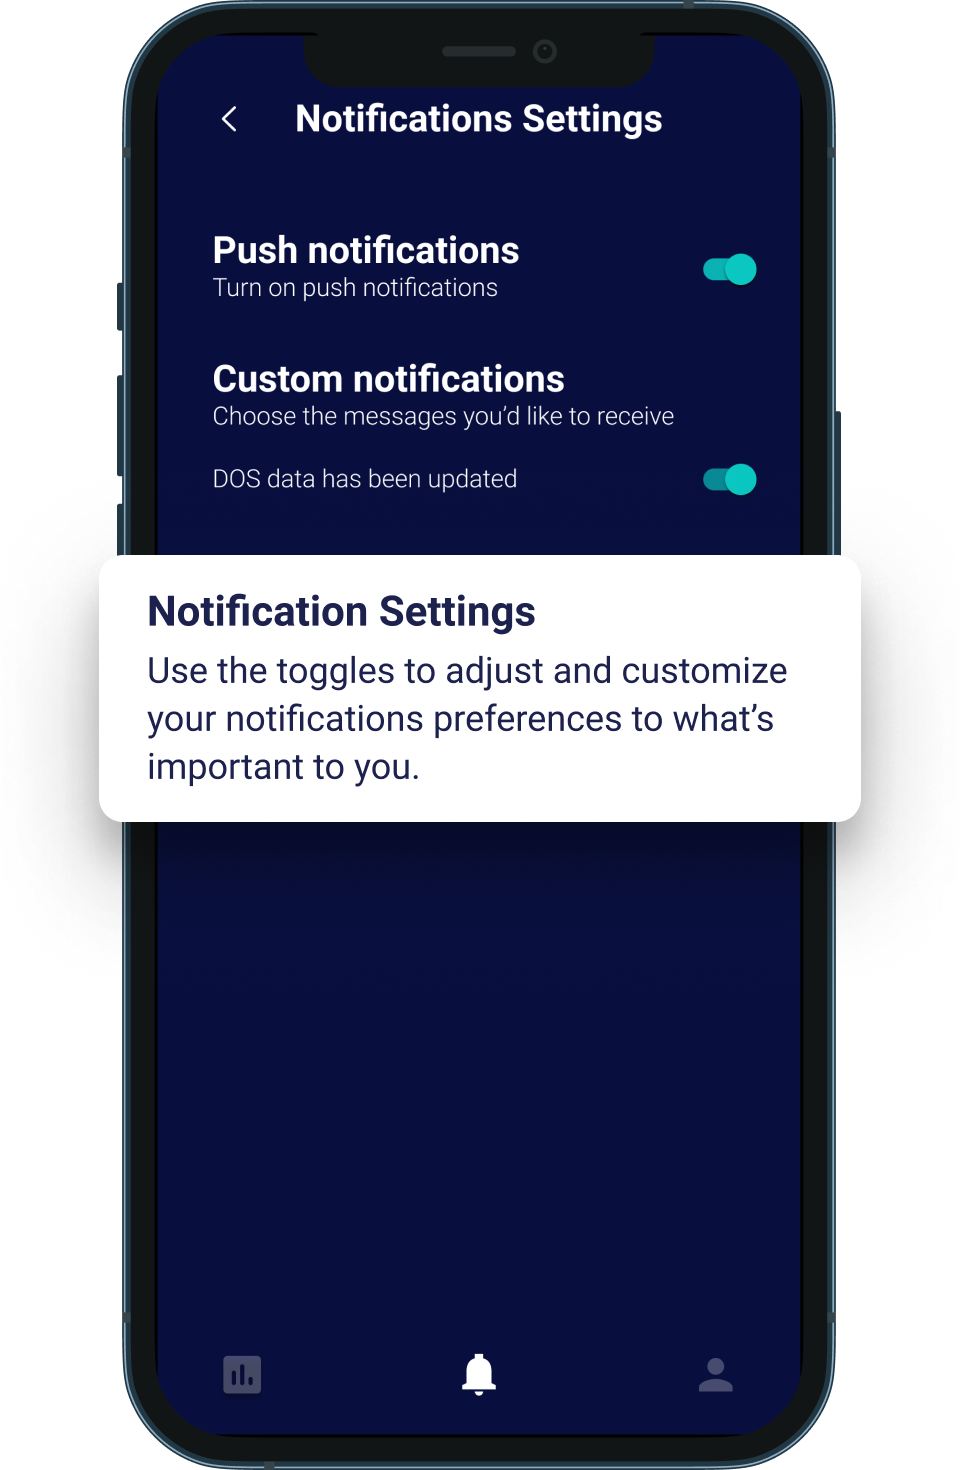 Notifications Settings
Push notifications
Turn on push notifications
Custom notifications
Choose the messages you’d like to receive
DOS data has been updated
Notification Settings
Use the toggles to adjust and customize
your notifications preferences to what’s
important to you.